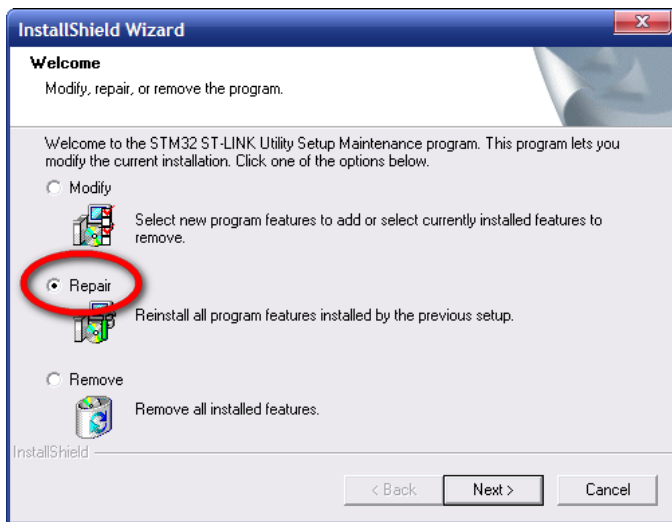 InstallShield Wizard
Welcome
Modify, repair, or remove the program.
Welcome to the STM32 ST-LINK Utility Setup Maintenance program. This program lets you
modify the current installation. Click one of the options below.
Modify
Select new program features to add or select currently installed features to
remove.
Repair
Reinstall all program features installed by the previous setup.
Remove
Remove all installed features.
InstallShield
< Back
Next >
Cancel